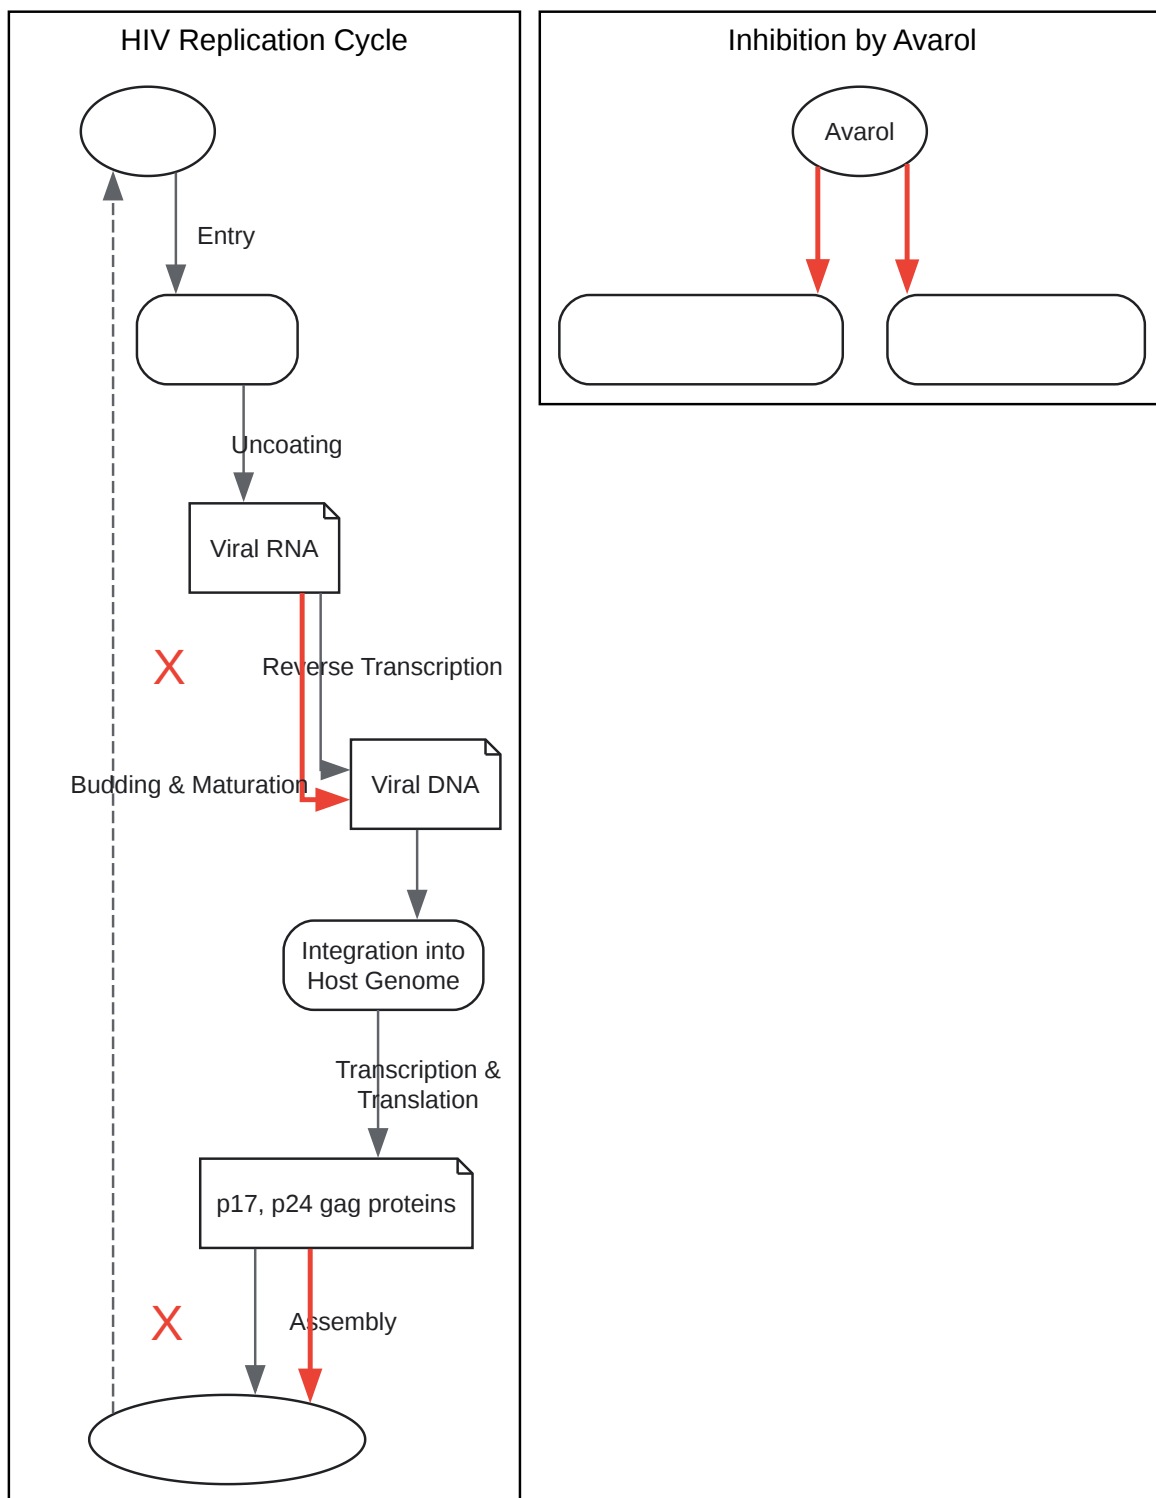 HIV Replication Cycle
Entry
Uncoating
Viral RNA
X
Reverse Transcription
Budding & Maturation
Viral DNA
Integration into
Host Genome
Transcription &
Translation
p17, p24 gag proteins
X
Assembly
Inhibition by Avarol
Avarol